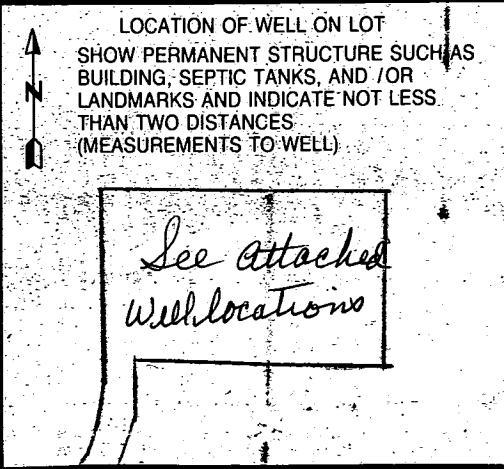 LOCATION OF WELL ON LOT
SHOW PERMANENT STRUCTURE SUCH AS
BUILDING, SEPTIC TANKS, AND /OR
LANDMARKS AND INDICATE NOT LESS
THAN TWO DISTANCES
(MEASUREMENTS TO WELL)
N
See attached
Well locations